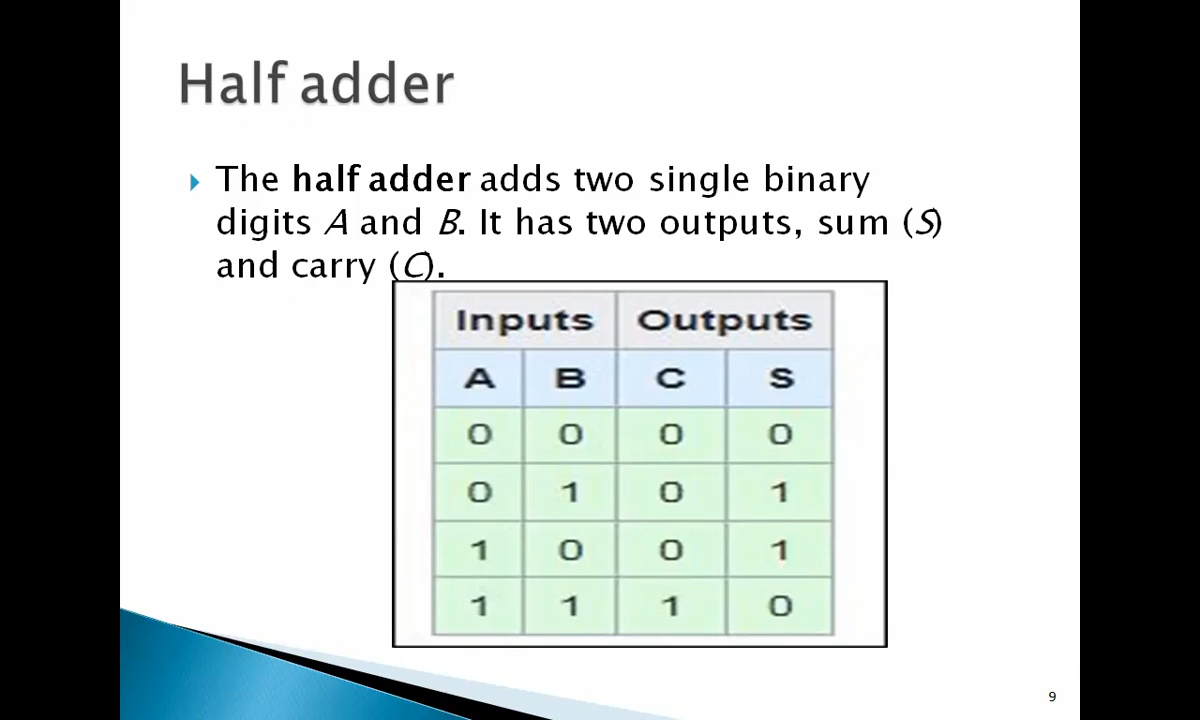 Half adder
The half adder adds two single binary
digits A and B. It has two outputs, sum (S)
and carry (C).
Inputs Outputs
A B C S
0 0 0 0
0 1 0 1
1 0 0 1
1 1 1 0
9